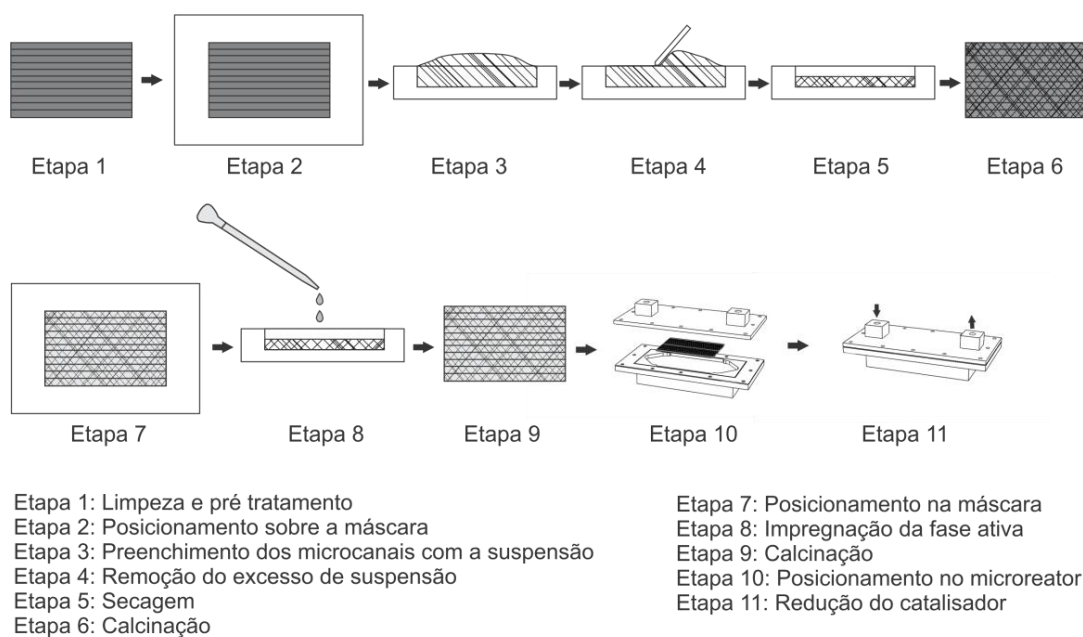 Etapa 1
Etapa 2
Etapa 3
Etapa 4
Etapa 5
Etapa 6
Etapa 7
Etapa 8
Etapa 9
Etapa 10
Etapa 11
Etapa 1: Limpeza e pré tratamento
Etapa 2: Posicionamento sobre a máscara
Etapa 3: Preenchimento dos microcanais com a suspensão
Etapa 4: Remoção do excesso de suspensão
Etapa 5: Secagem
Etapa 6: Calcinação
Etapa 7: Posicionamento na máscara
Etapa 8: Impregnação da fase ativa
Etapa 9: Calcinação
Etapa 10: Posicionamento no microreator
Etapa 11: Redução do catalisador